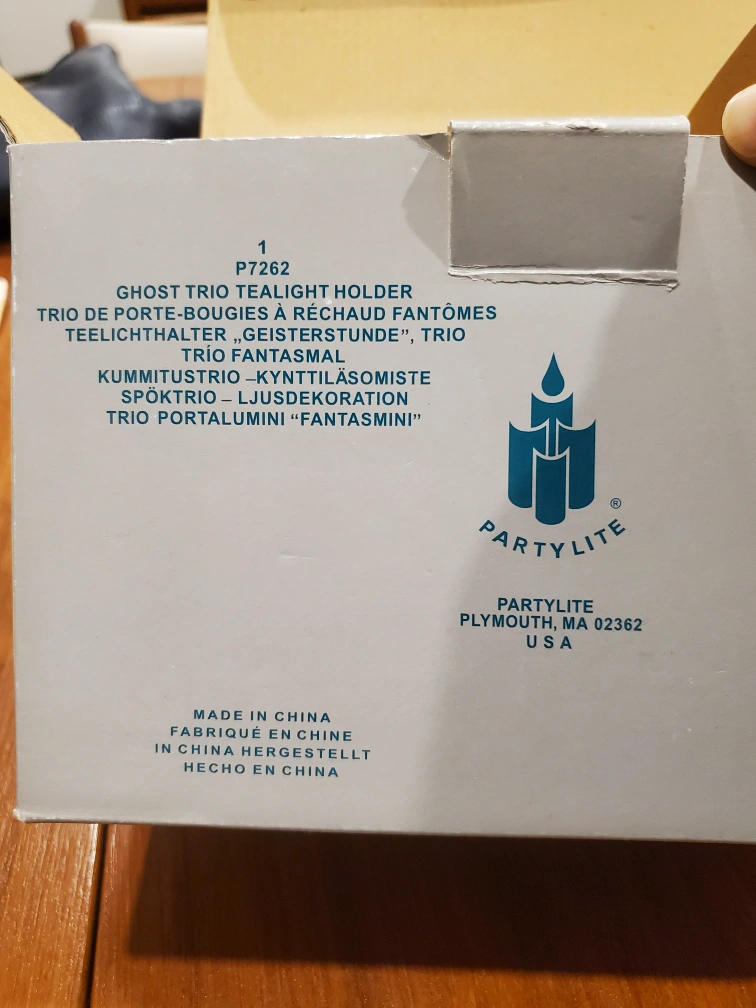 1
P7262
GHOST TRIO TEALIGHT HOLDER
TRIO DE PORTE-BOUGIES À RÉCHAUD FANTÔMES
TEELICHTHALTER „GEISTERSTUNDE”, TRIO
TRÍO FANTASMAL
KUMMITUSTRIO –KYNTTILÄSOMISTE
SPÖKTRIO – LJUSDEKORATION
TRIO PORTALUMINI “FANTASMINI”
®
PARTYLITE
PARTYLITE
PLYMOUTH, MA 02362
U S A
MADE IN CHINA
FABRIQUÉ EN CHINE
IN CHINA HERGESTELLT
HECHO EN CHINA